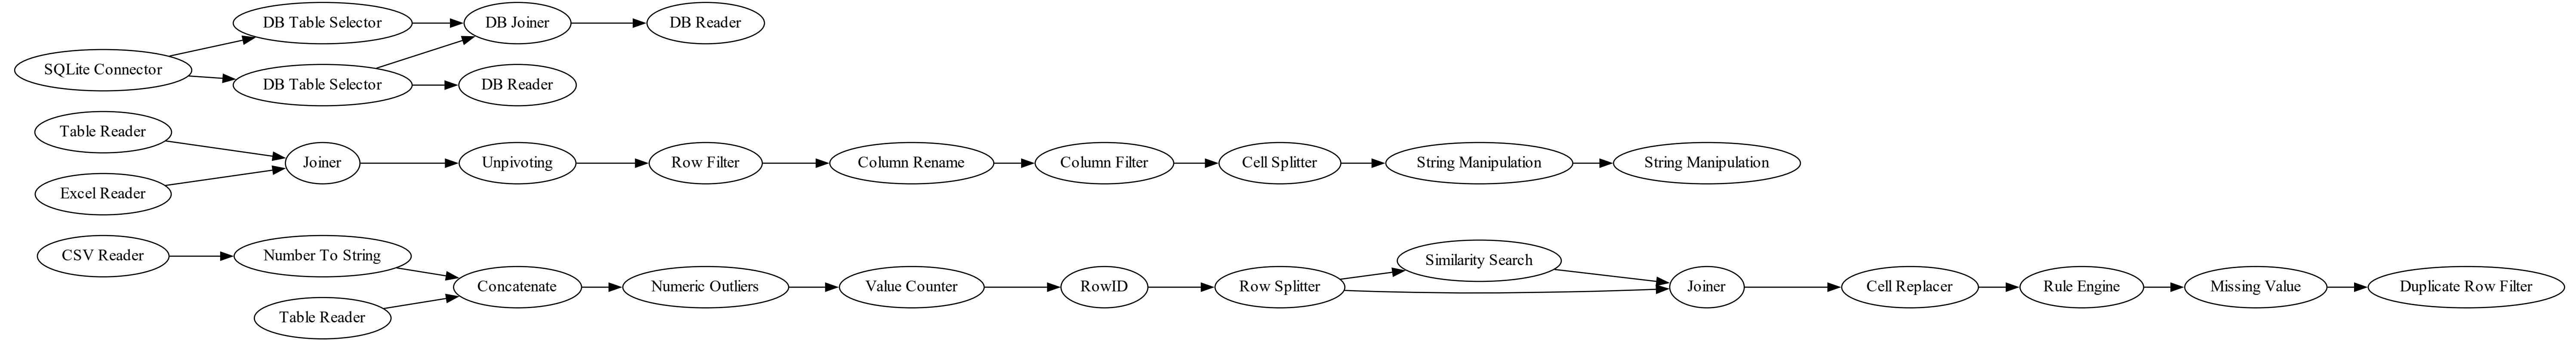 SQLite Connector
DB Table Selector
DB Table Selector
DB Joiner
DB Reader
DB Reader
Table Reader
Excel Reader
Joiner
Unpivoting
Row Filter
Column Rename
Column Filter
Cell Splitter
String Manipulation
String Manipulation
CSV Reader
Number To String
Table Reader
Concatenate
Numeric Outliers
Value Counter
RowID
Row Splitter
Similarity Search
Joiner
Cell Replacer
Rule Engine
Missing Value
Duplicate Row Filter